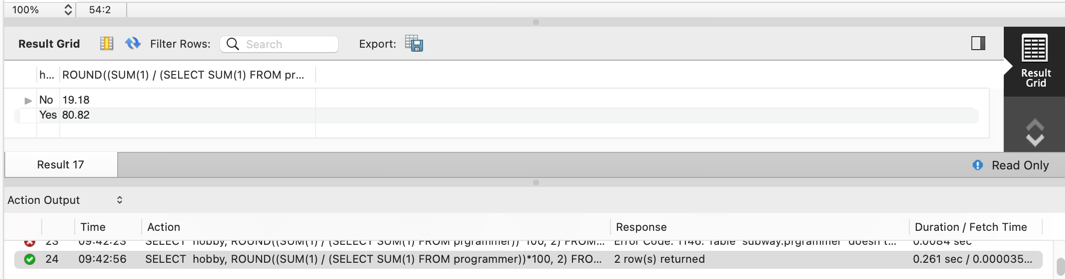 100% 54:2
Result Grid Filter Rows: Search Export:
h... ROUND((SUM(1) / (SELECT SUM(1) FROM pr...
Result
Grid
No 19.18
Yes 80.82
Result 17 Read Only
Action Output
Time Action Response Duration / Fetch Time
23 09:42:23 SELECT hobby, ROUND((SUM(1) / (SELECT SUM(1) FROM prgrammer))*100, 2) FROM... Error Code: 1146. Table 'subway.prgrammer' doesn't... 0.0084 sec
24 09:42:56 SELECT hobby, ROUND((SUM(1) / (SELECT SUM(1) FROM programmer))*100, 2) FRO... 2 row(s) returned 0.261 sec / 0.000035...